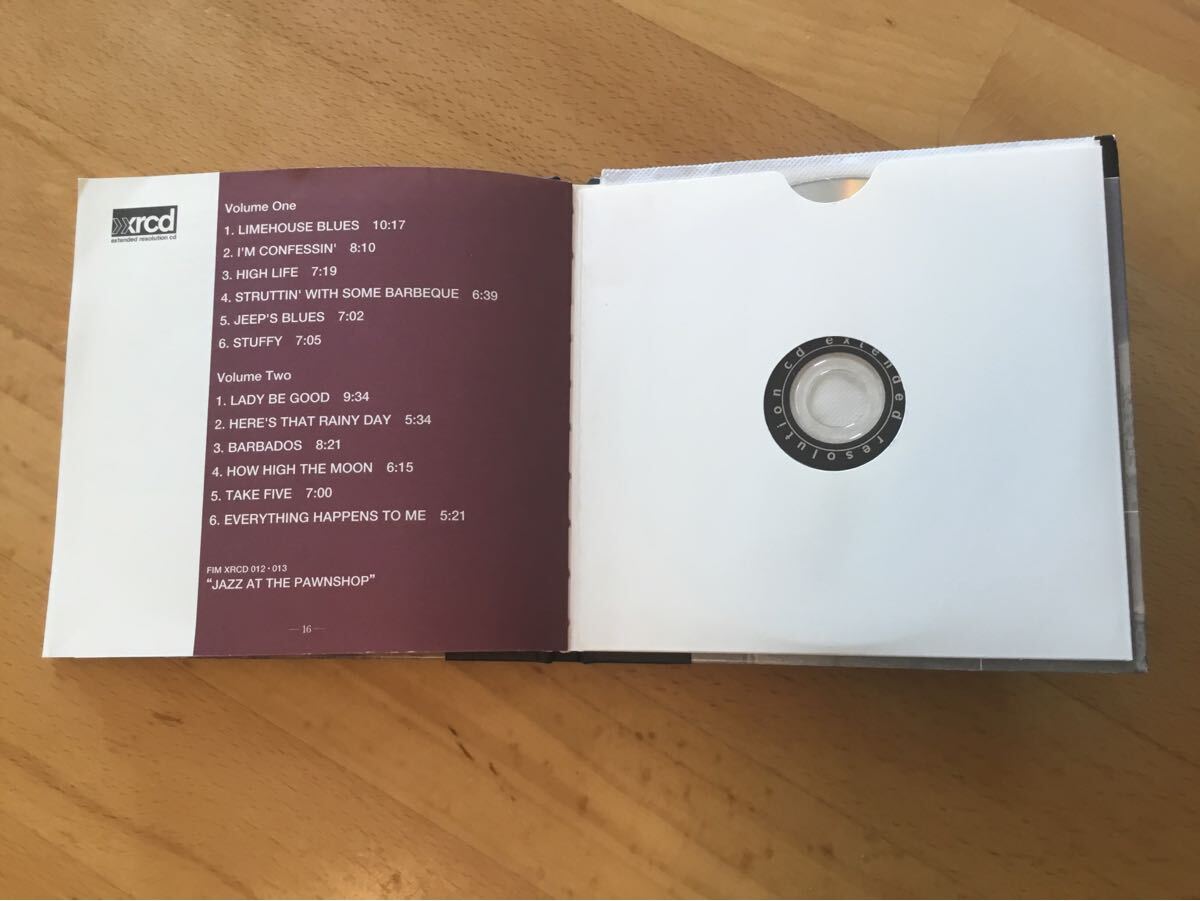 xrcd
extended resolution cd
Volume One
1. LIMEHOUSE BLUES 10:17
2. I'M CONFESSIN' 8:10
3. HIGH LIFE 7:19
4. STRUTTIN' WITH SOME BARBEQUE 6:39
5. JEEP'S BLUES 7:02
6. STUFFY 7:05
Volume Two
1. LADY BE GOOD 9:34
2. HERE'S THAT RAINY DAY 5:34
3. BARBADOS 8:21
4. HOW HIGH THE MOON 6:15
5. TAKE FIVE 7:00
6. EVERYTHING HAPPENS TO ME 5:21
FIM XRCD 012・013
“JAZZ AT THE PAWNSHOP”
—16—
cd extended resolution